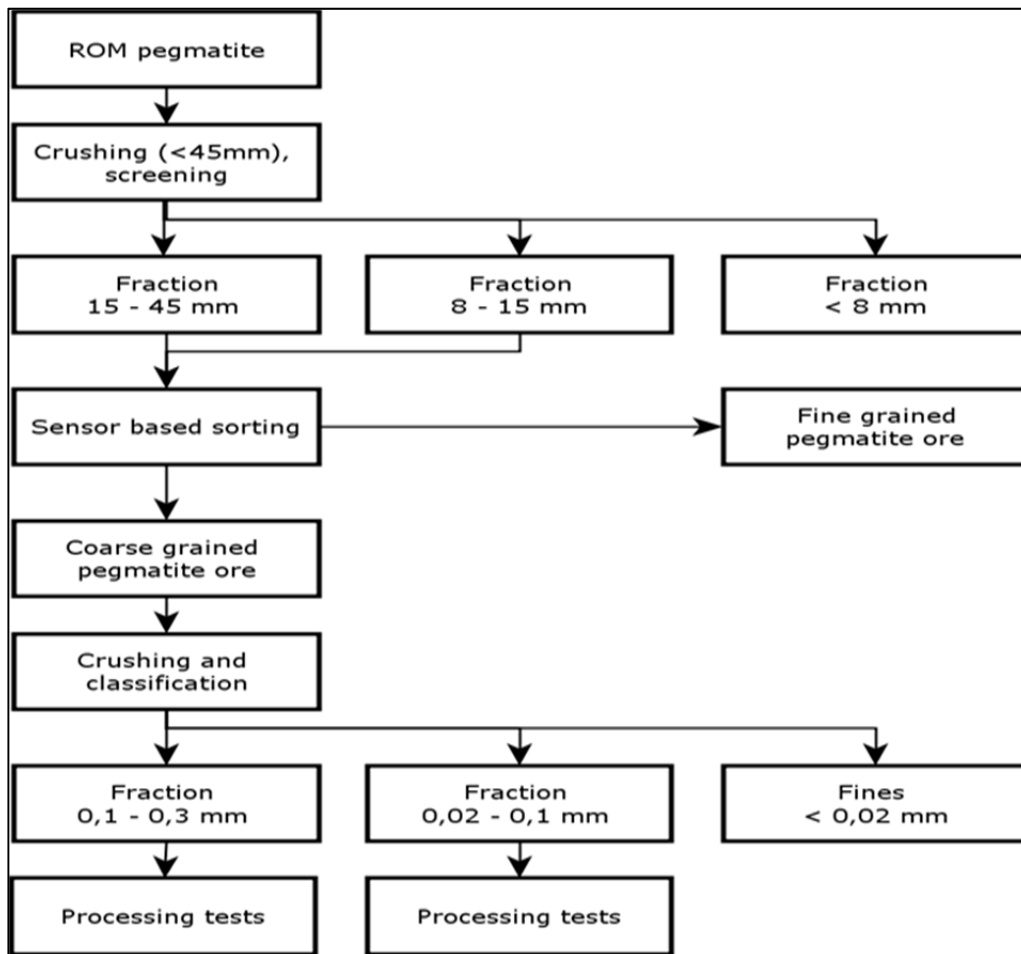 ROM pegmatite
Crushing (<45mm),
screening
Fraction
15 - 45 mm
Fraction
8 - 15 mm
Fraction
< 8 mm
Sensor based sorting
Fine grained
pegmatite ore
Coarse grained
pegmatite ore
Crushing and
classification
Fraction
0,1 - 0,3 mm
Fraction
0,02 - 0,1 mm
Fines
< 0,02 mm
Processing tests
Processing tests